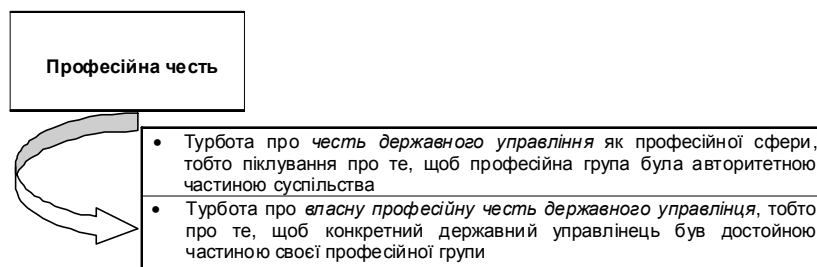 Професійна честь
• Турбота про честь державного управління як професійної сфери,
тобто піклування про те, щоб професійна група була авторитетною
частиною суспільства
• Турбота про власну професійну честь державного управлінця, тобто
про те, щоб конкретний державний управлінець був достойною
частиною своєї професійної групи